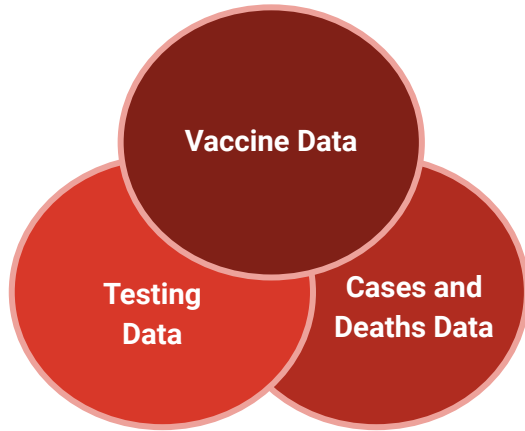 Vaccine Data
Testing
Data
Cases and
Deaths Data